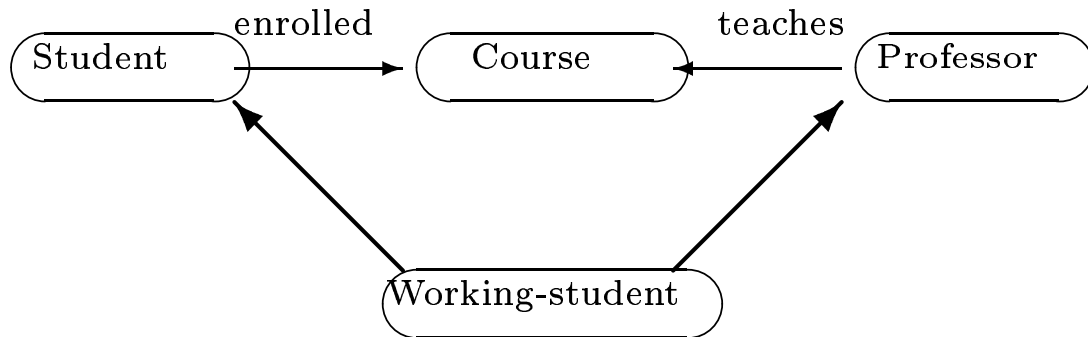 enrolled
teaches
Student
Course
Professor
Working-student